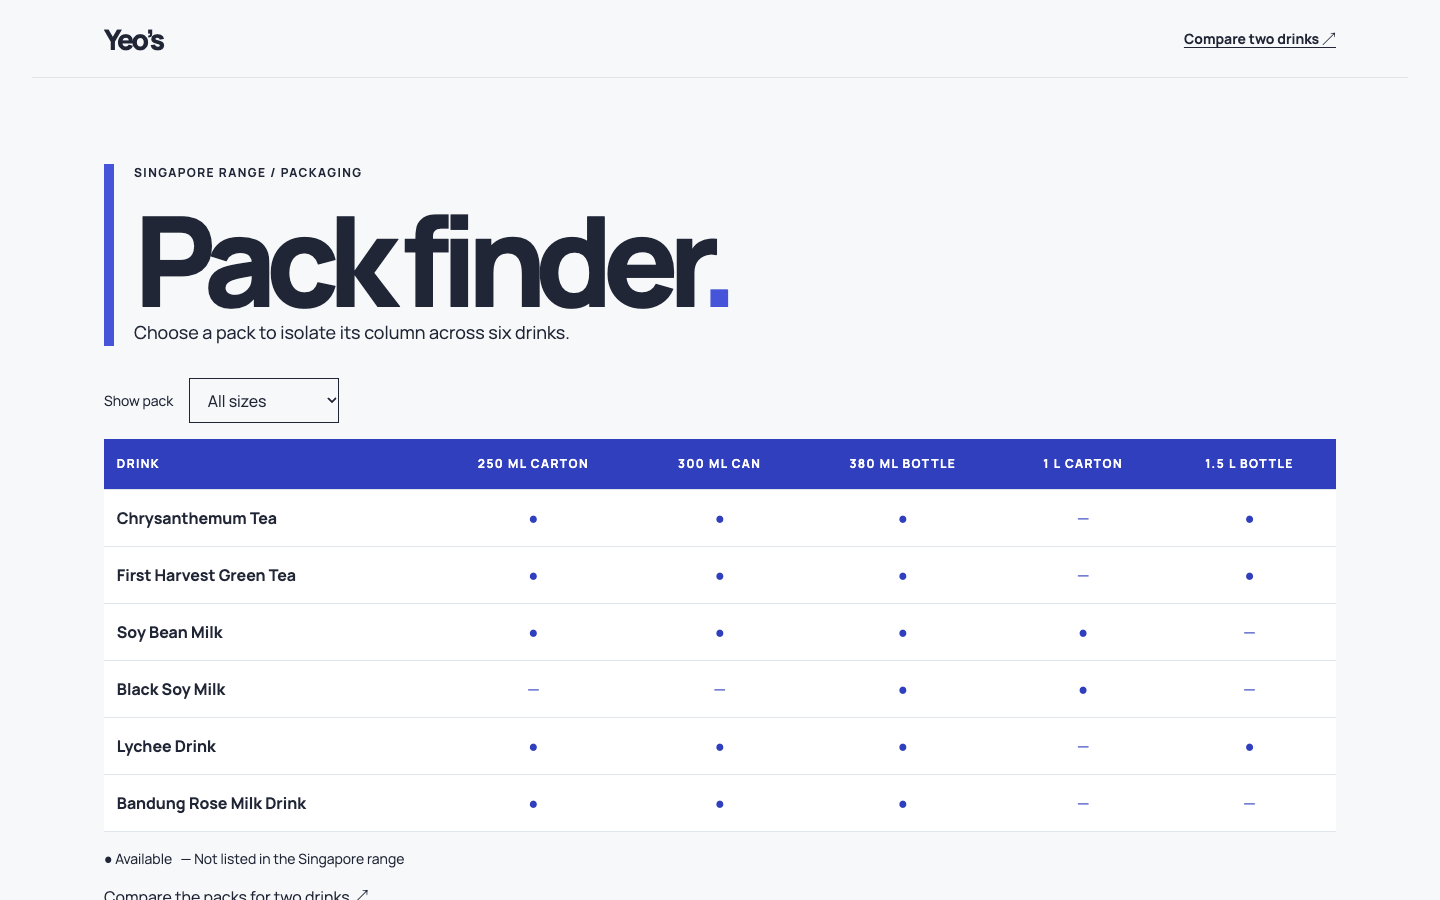 Yeo's
Compare two drinks ↗
SINGAPORE RANGE / PACKAGING
Pack finder.
Choose a pack to isolate its column across six drinks.
Show pack All sizes
DRINK 250 ML CARTON 300 ML CAN 380 ML BOTTLE 1 L CARTON 1.5 L BOTTLE
Chrysanthemum Tea ● ● ● — ●
First Harvest Green Tea ● ● ● — ●
Soy Bean Milk ● ● ● ● —
Black Soy Milk — — ● ● —
Lychee Drink ● ● ● — ●
Bandung Rose Milk Drink ● ● ● — —
● Available — Not listed in the Singapore range
Compare the packs for two drinks ↗